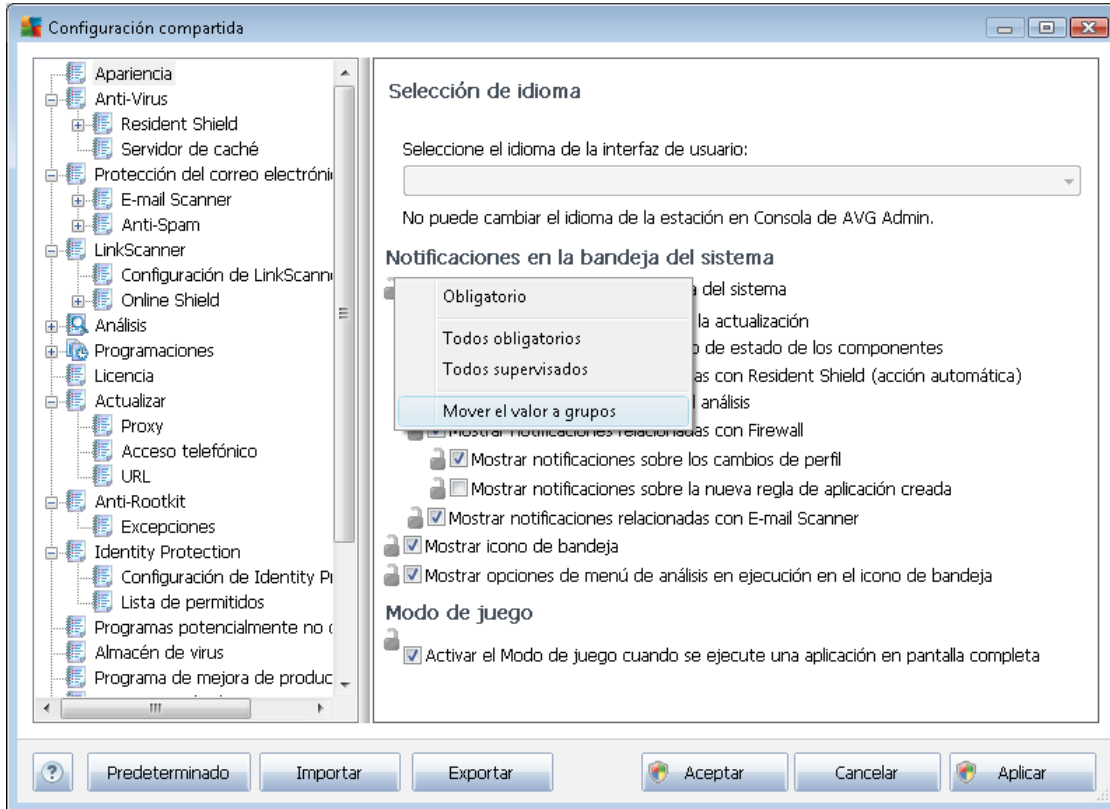 Configuración compartida
Apariencia
Anti-Virus
Resident Shield
Servidor de caché
Protección del correo electróni
E-mail Scanner
Anti-Spam
LinkScanner
Configuración de LinkScann
Online Shield
Análisis
Programaciones
Licencia
Actualizar
Proxy
Acceso telefónico
URL
Anti-Rootkit
Excepciones
Identity Protection
Configuración de Identity P
Lista de permitidos
Programas potencialmente no
Almacén de virus
Programa de mejora de produc
Selección de idioma
Seleccione el idioma de la interfaz de usuario:
No puede cambiar el idioma de la estación en Consola de AVG Admin.
Notificaciones en la bandeja del sistema
Obligatorio
Todos obligatorios
Todos supervisados
Mover el valor a grupos
del sistema
la actualización
de estado de los componentes
as con Resident Shield (acción automática)
análisis
Mostrar notificaciones relacionadas con Firewall
Mostrar notificaciones sobre los cambios de perfil
Mostrar notificaciones sobre la nueva regla de aplicación creada
Mostrar notificaciones relacionadas con E-mail Scanner
Mostrar icono de bandeja
Mostrar opciones de menú de análisis en ejecución en el icono de bandeja
Modo de juego
Activar el Modo de juego cuando se ejecute una aplicación en pantalla completa
Predeterminado
Importar
Exportar
Aceptar
Cancelar
Aplicar